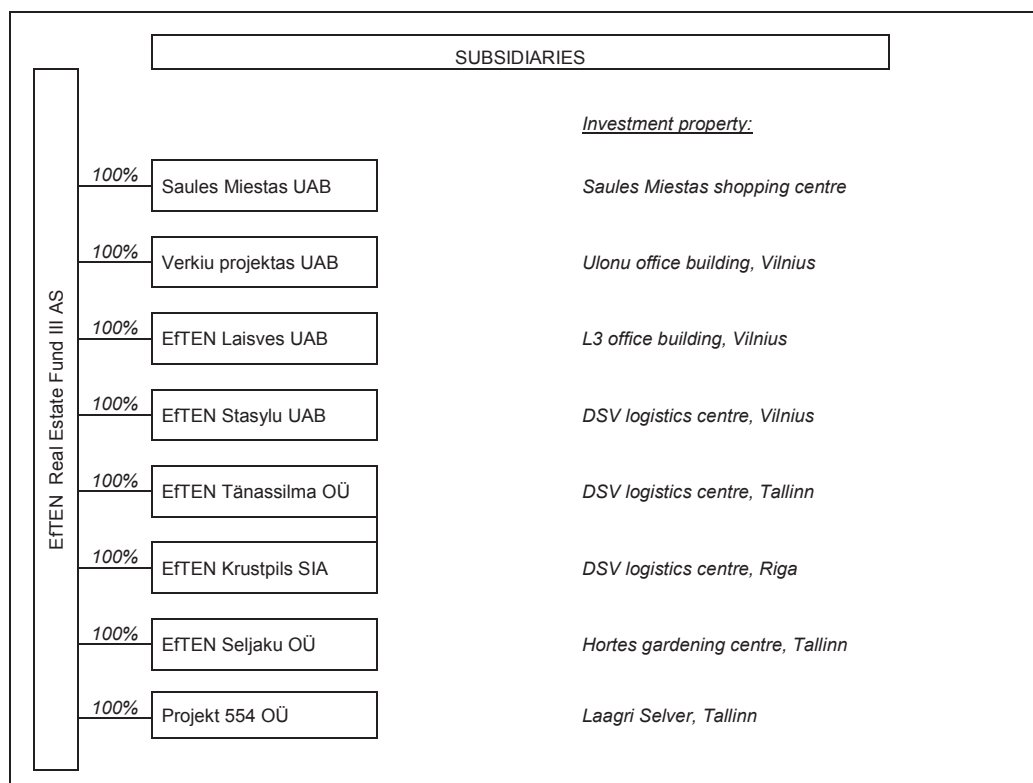 SUBSIDIARIES
EfTEN Real Estate Fund III AS
Investment property:
100% Saules Miestas UAB Saules Miestas shopping centre
100% Verkiu projektas UAB Ulonu office building, Vilnius
100% EfTEN Laisves UAB L3 office building, Vilnius
100% EfTEN Stasylu UAB DSV logistics centre, Vilnius
100% EfTEN Tänassilma OÜ DSV logistics centre, Tallinn
100% EfTEN Krustpils SIA DSV logistics centre, Riga
100% EfTEN Seljaku OÜ Hortes gardening centre, Tallinn
100% Projekt 554 OÜ Laagri Selver, Tallinn